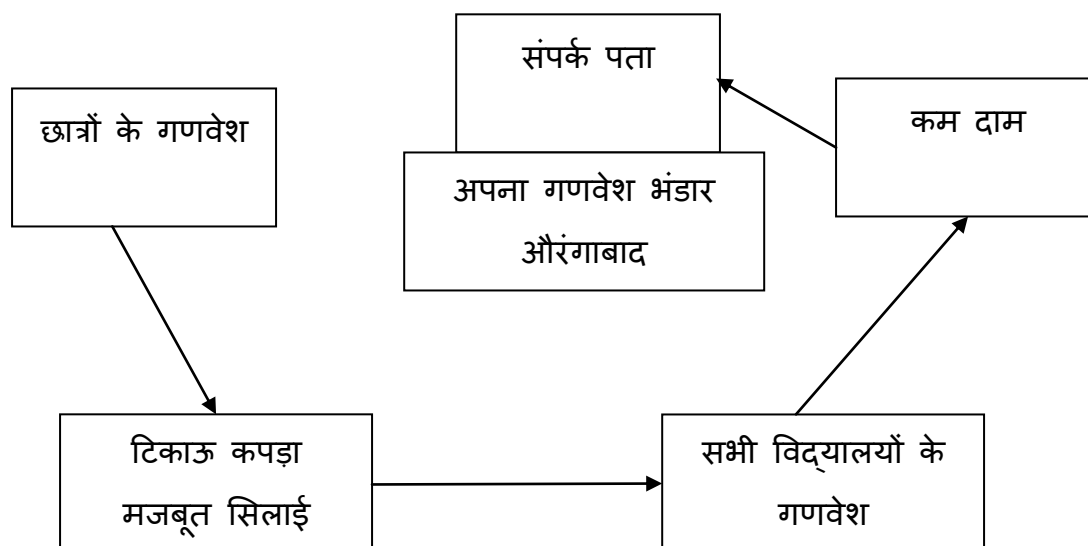 संपर्क पता
छात्रों के गणवेश
कम दाम
अपना गणवेश भंडार
औरंगाबाद
टिकाऊ कपड़ा
मजबूत सिलाई
सभी विद्‌यालयों के
गणवेश